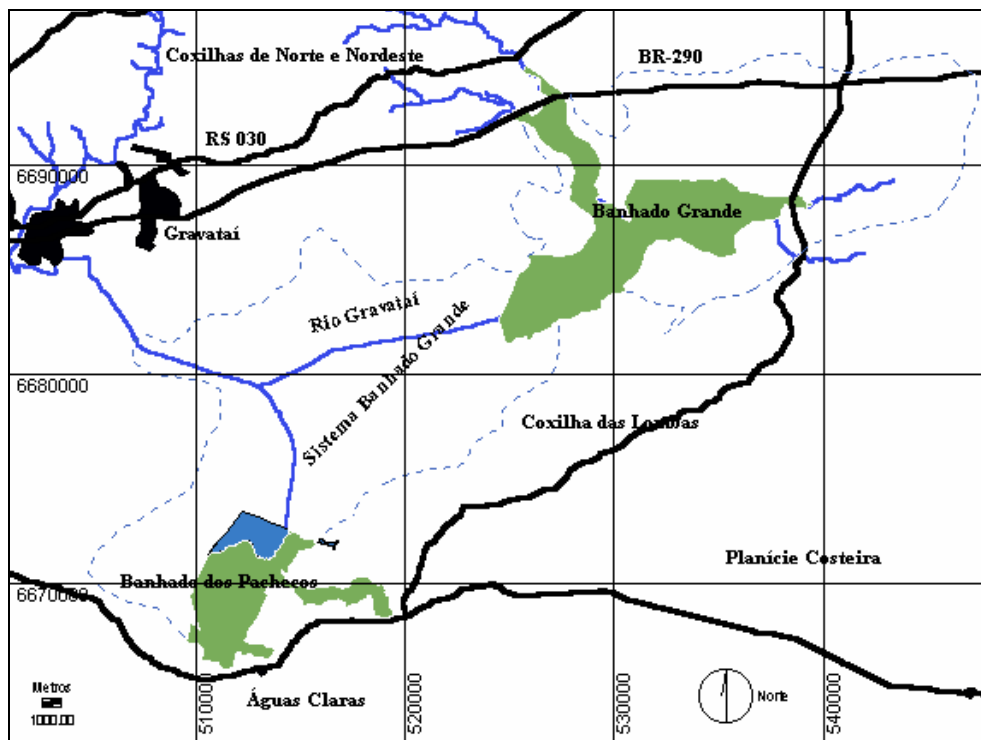 Coxilhas de Norte e Nordeste
BR-290
RS 030
6690000
Banhado Grande
Gravataí
Rio Gravataí
Sistema Banhado Grande
6680000
Coxilha das Lombas
Planície Costeira
Banhado dos Pachecos
6670000
Metros
1000.00
Águas Claras
510000
520000
530000
540000
Norte